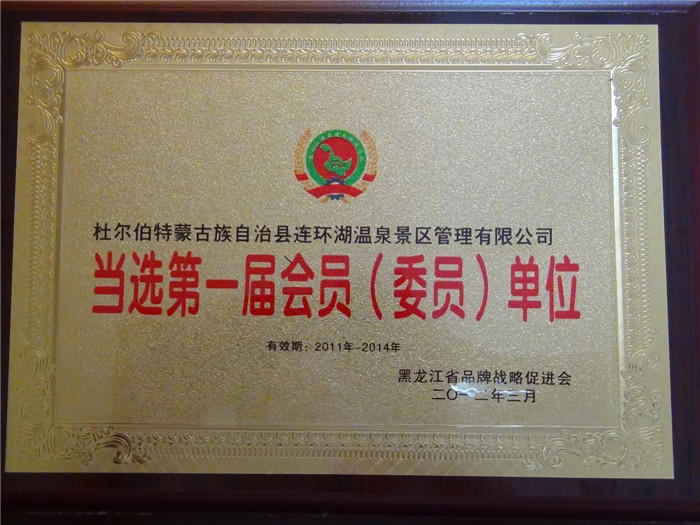 杜尔伯特蒙古族自治县连环湖温泉景区管理有限公司
当选第一届会员（委员）单位
有效期：2011年-2014年
黑龙江省品牌战略促进会
二〇一二年三月